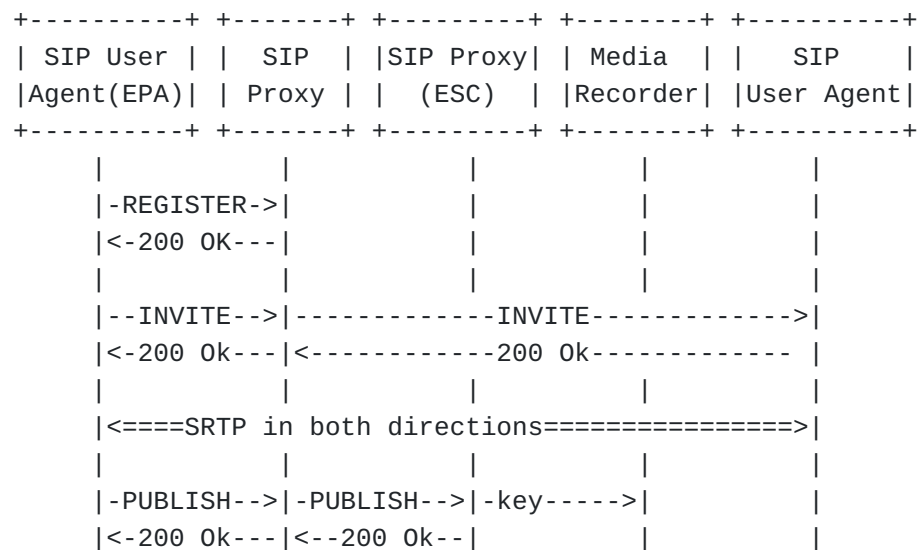 +----------+ +-------+ +---------+ +--------+ +----------+
| SIP User | |  SIP  | |SIP Proxy| | Media  | |   SIP    |
|Agent(EPA)| | Proxy | |  (ESC)  | |Recorder| |User Agent|
+----------+ +-------+ +---------+ +--------+ +----------+
     |           |           |          |          |
     |-REGISTER->|           |          |          |
     |<-200 OK---|           |          |          |
     |           |           |          |          |
     |--INVITE-->|-------------INVITE------------->|
     |<-200 Ok---|<------------200 Ok------------- |
     |           |           |          |          |
     |<====SRTP in both directions================>|
     |           |           |          |          |
     |-PUBLISH-->|-PUBLISH-->|-key----->|          |
     |<-200 Ok---|<--200 Ok--|          |          |